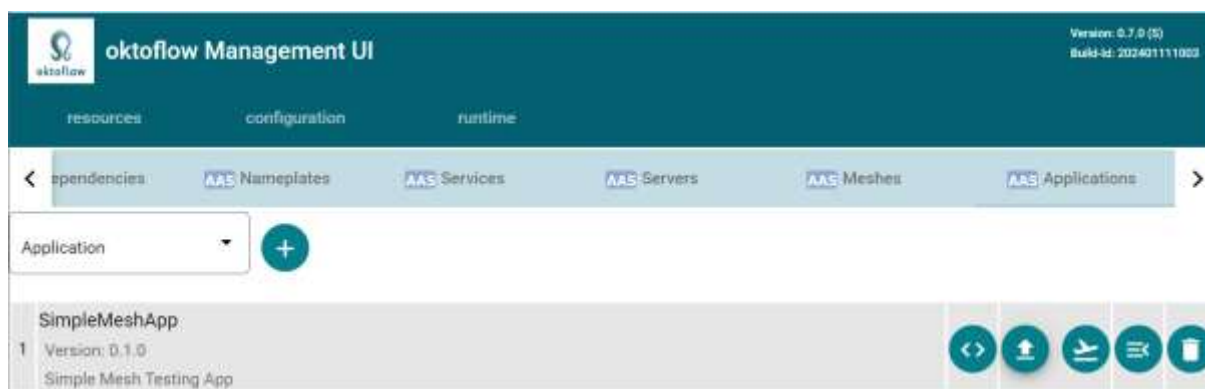 oktoflow Management UI
oktoflow
Version: 0.7.0 (S)
Build-Id: 202401111003
resources configuration runtime
ependencies AAS Nameplates AAS Services AAS Servers AAS Meshes AAS Applications
Application
SimpleMeshApp
1 Version: 0.1.0
Simple Mesh Testing App